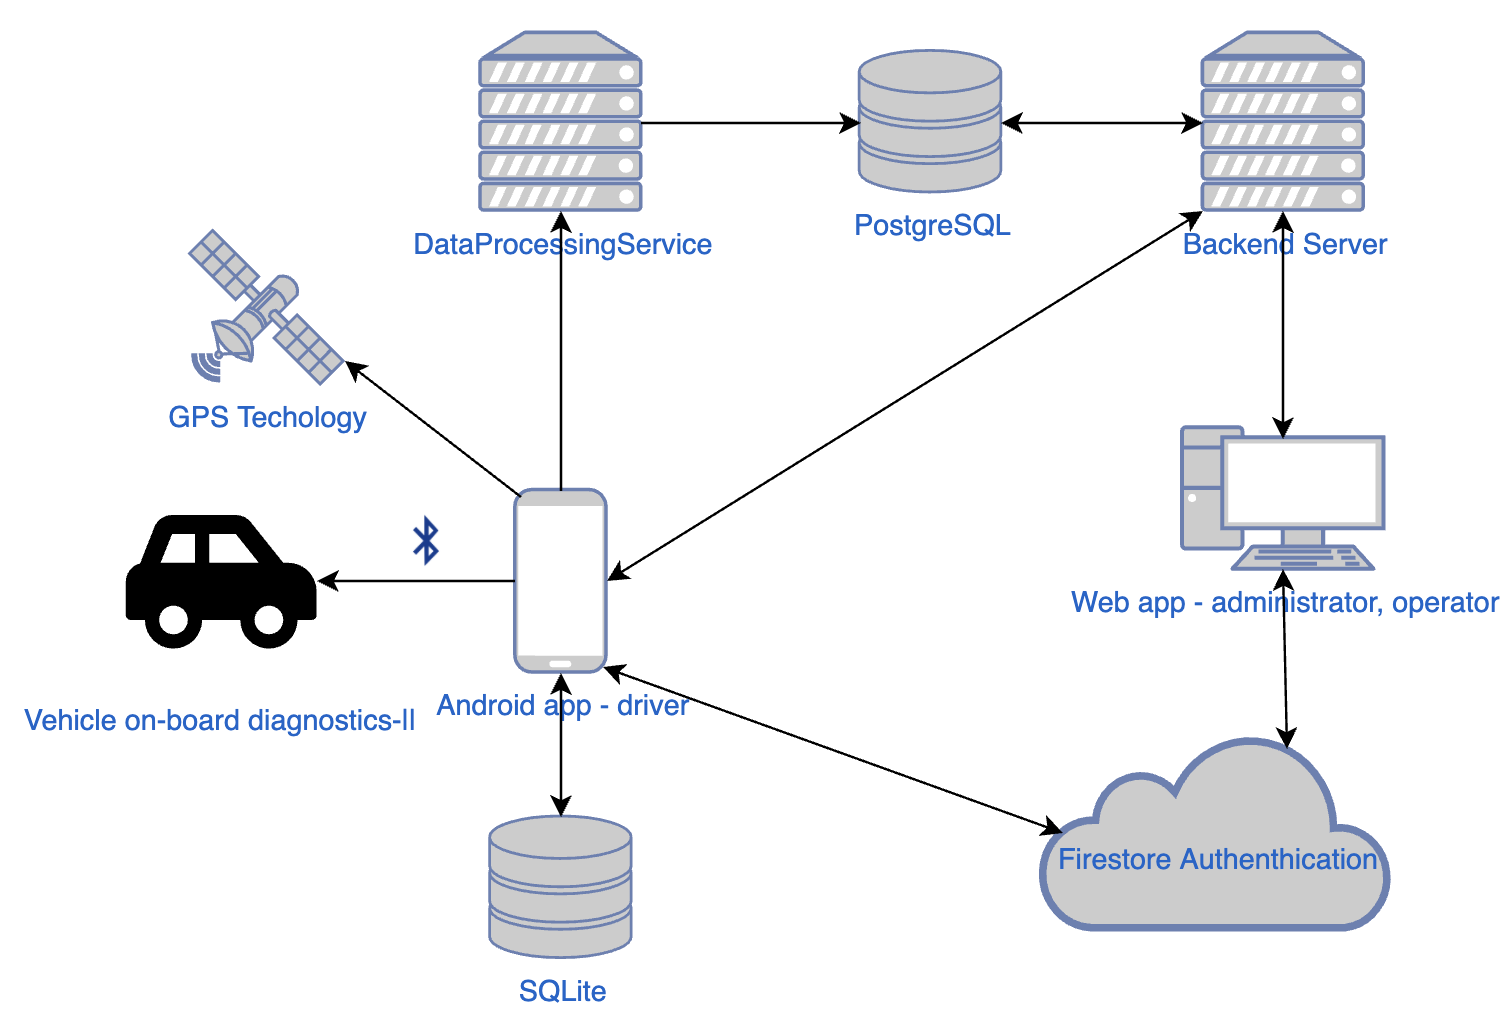 DataProcessingService
PostgreSQL
Backend Server
GPS Techology
Web app - administrator, operator
Android app - driver
Vehicle on-board diagnostics-II
Firestore Authenthication
SQLite